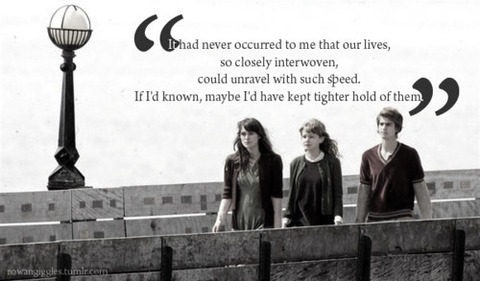 “
It had never occurred to me that our lives,
so closely interwoven,
could unravel with such speed.
If I'd known, maybe I'd have kept tighter hold of them.
”
rowangiggles.tumblr.com